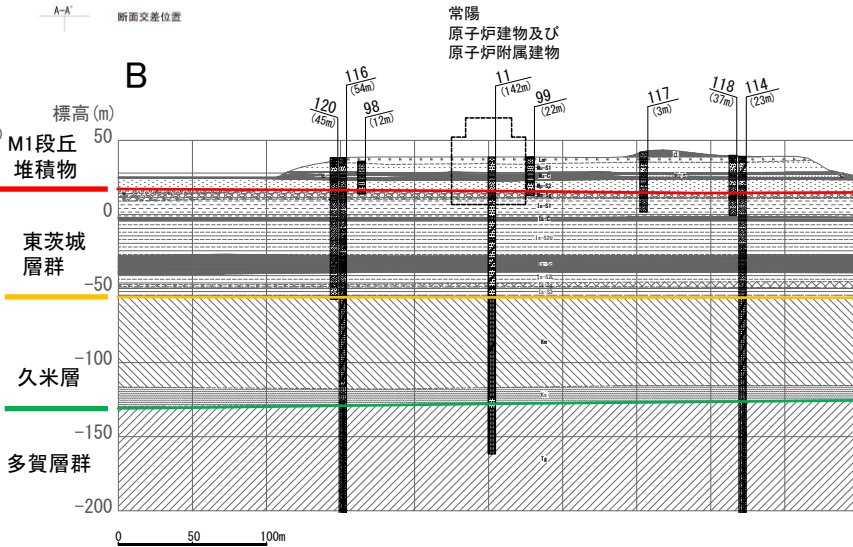 A-A'
断面交差位置
常陽
原子炉建物及び
原子炉附属建物
B
116
(54m)
120
(45m)
98
(12m)
11
(142m)
99
(22m)
117
(3m)
118
(37m)
114
(23m)
標高(m)
50
M1段丘
堆積物
0
東茨城
層群
-50
-100
久米層
-150
多賀層群
-200
Km
Tg
0 50 100m